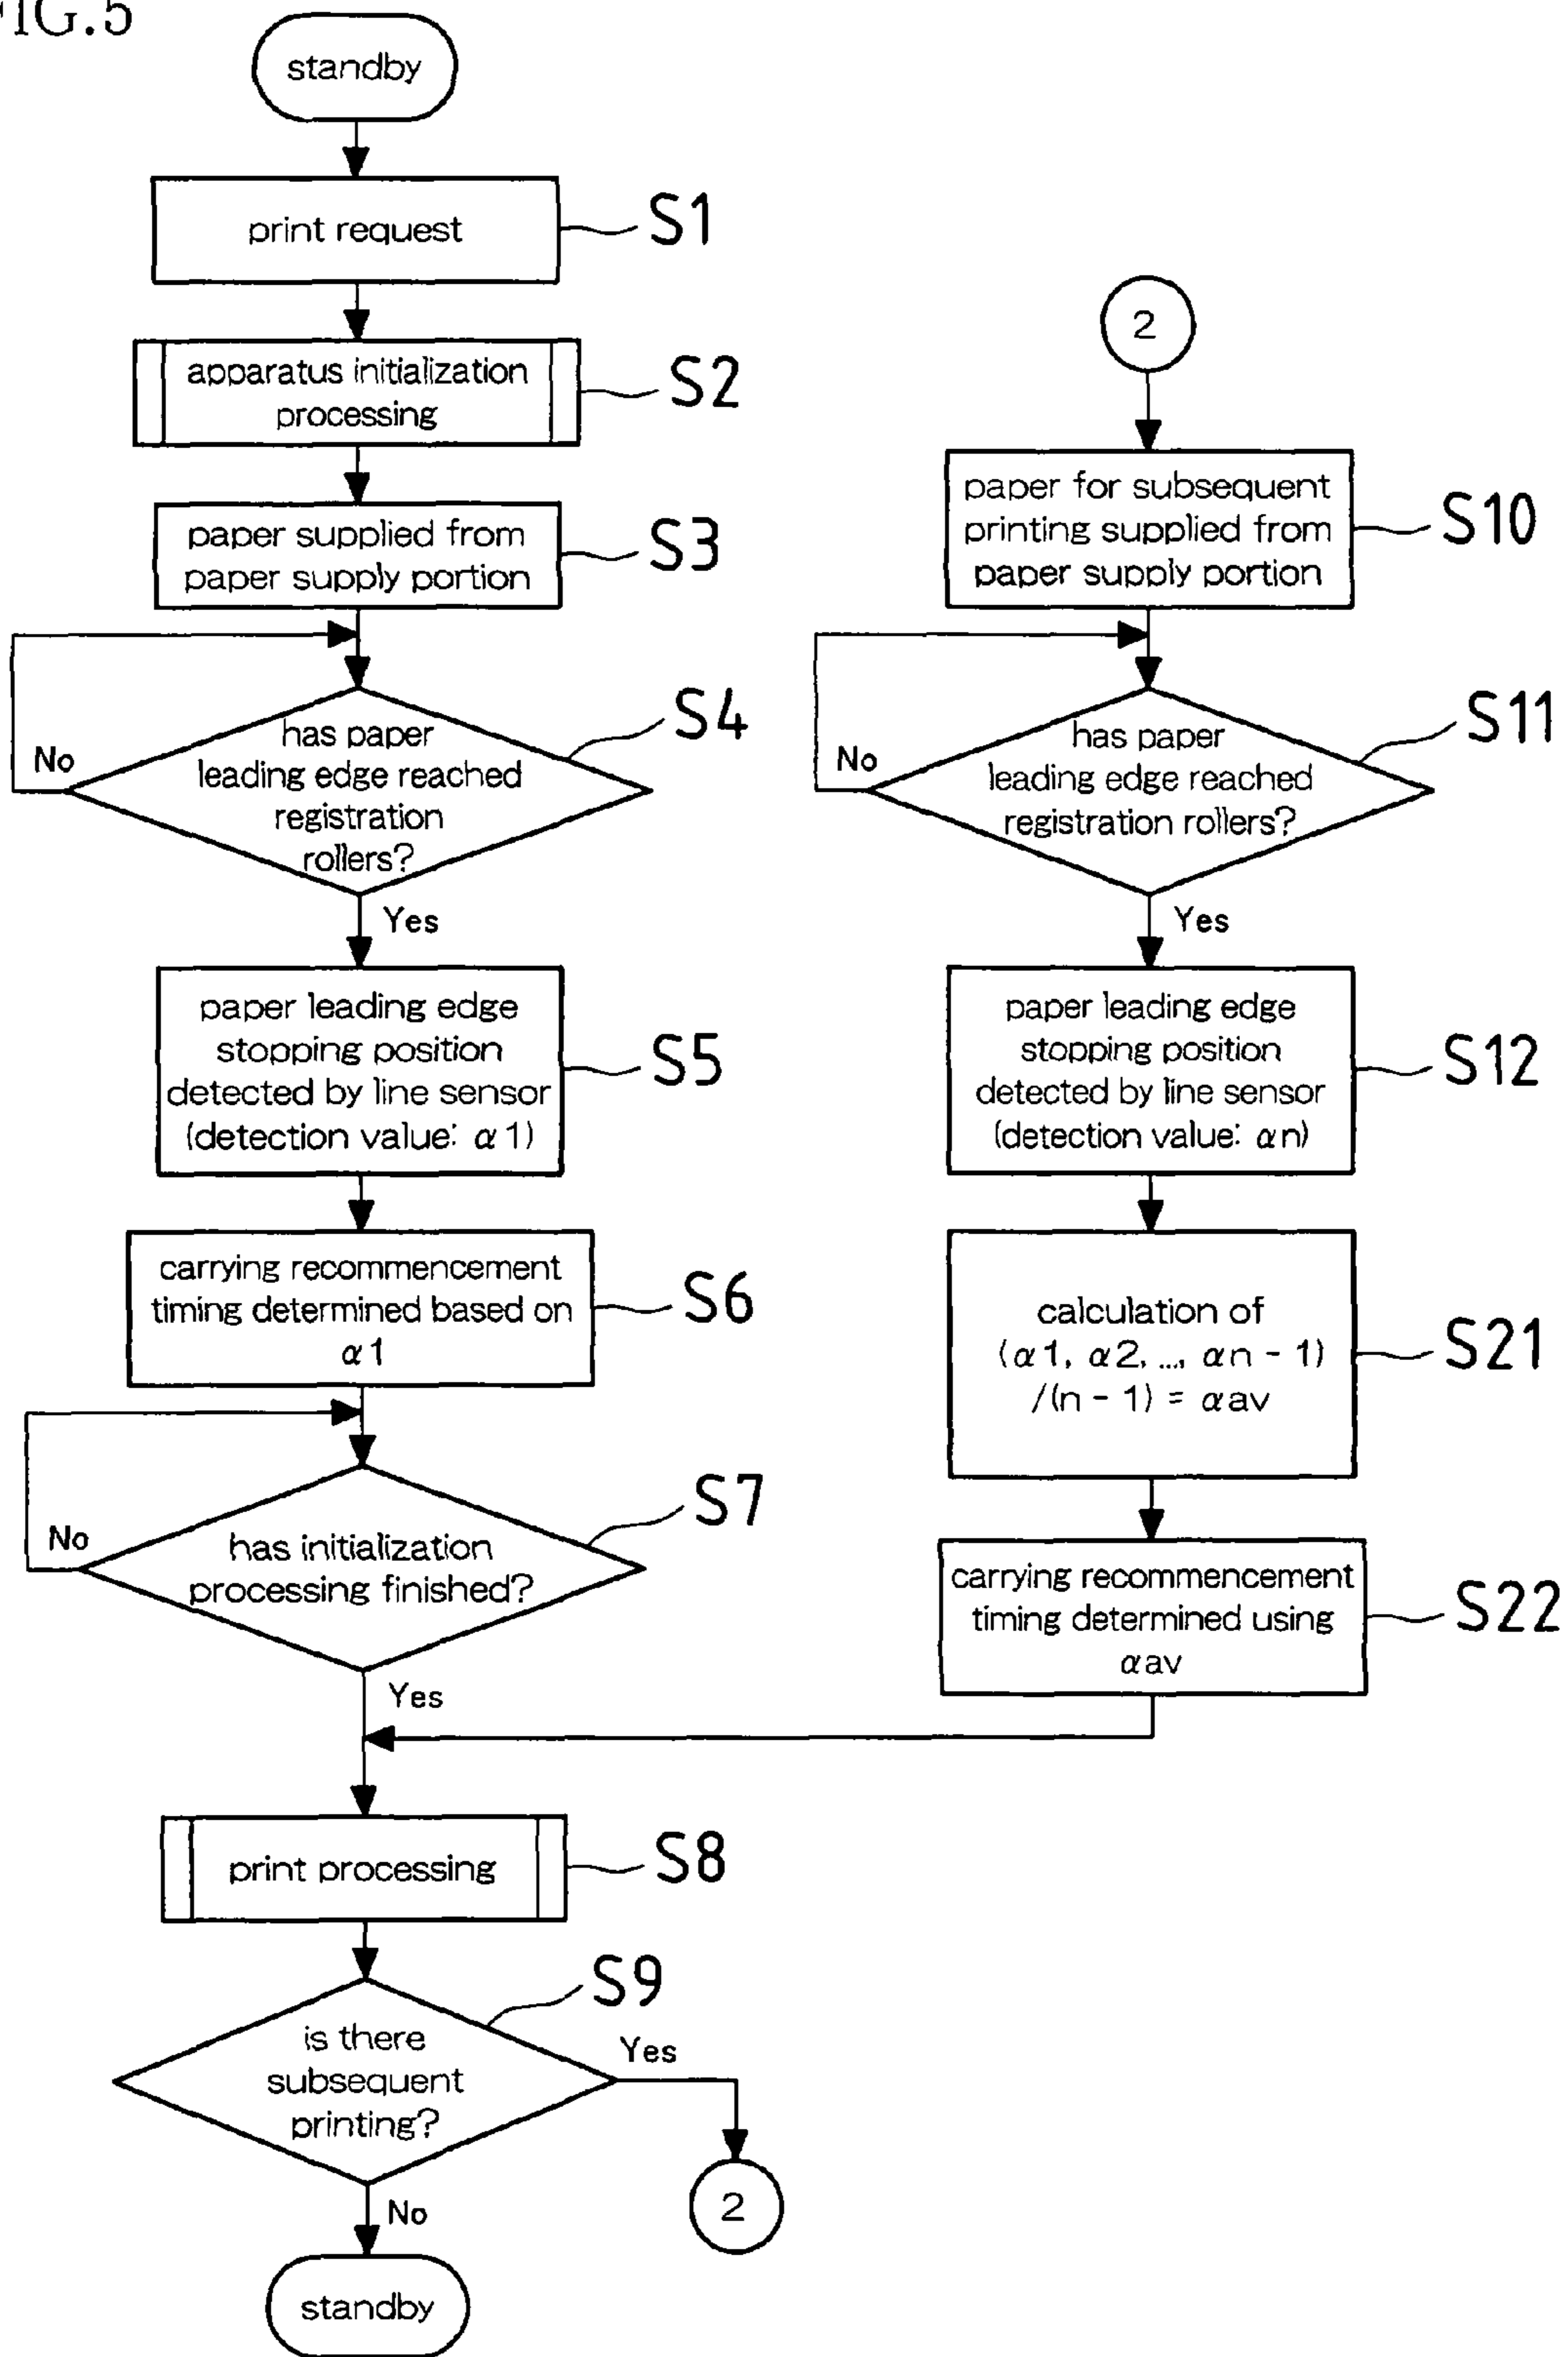 FIG.5
standby
print request
S1
apparatus initialization
processing
S2
paper supplied from
paper supply portion
S3
has paper
leading edge reached
registration
rollers?
S4
No
Yes
paper leading edge
stopping position
detected by line sensor
(detection value: α1)
S5
carrying recommencement
timing determined based on
α1
S6
has initialization
processing finished?
S7
No
Yes
print processing
S8
is there
subsequent
printing?
S9
Yes
2
No
standby
2
paper for subsequent
printing supplied from
paper supply portion
S10
has paper
leading edge reached
registration rollers?
S11
No
Yes
paper leading edge
stopping position
detected by line sensor
(detection value: αn)
S12
calculation of
(α1, α2, ..., αn - 1)
/(n - 1) = αav
S21
carrying recommencement
timing determined using
αav
S22